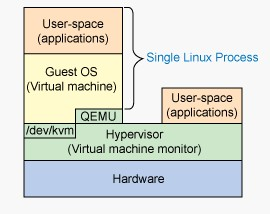 User-space
(applications)
Single Linux Process
Guest OS
(Virtual machine)
QEMU
User-space
(applications)
/dev/kvm
Hypervisor
(Virtual machine monitor)
Hardware